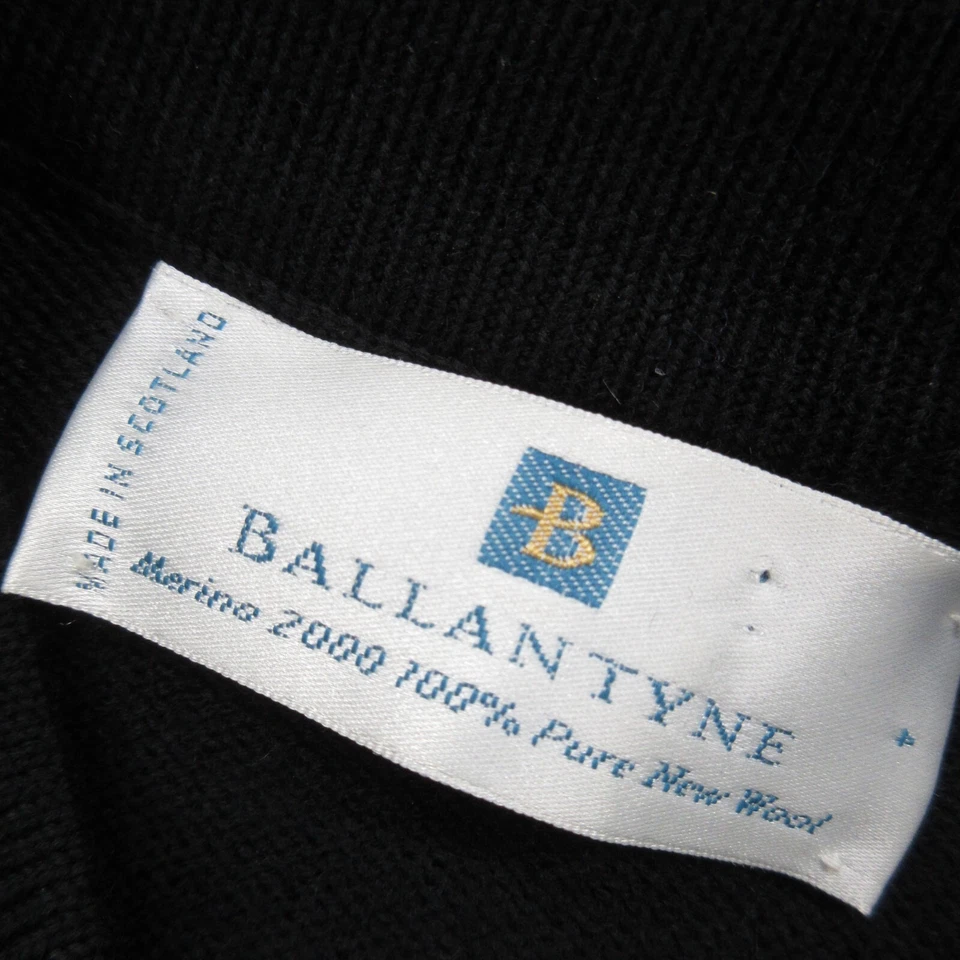 MADE IN SCOTLAND
B
BALLANTYNE
Merino 2000 100% Pure New Wool